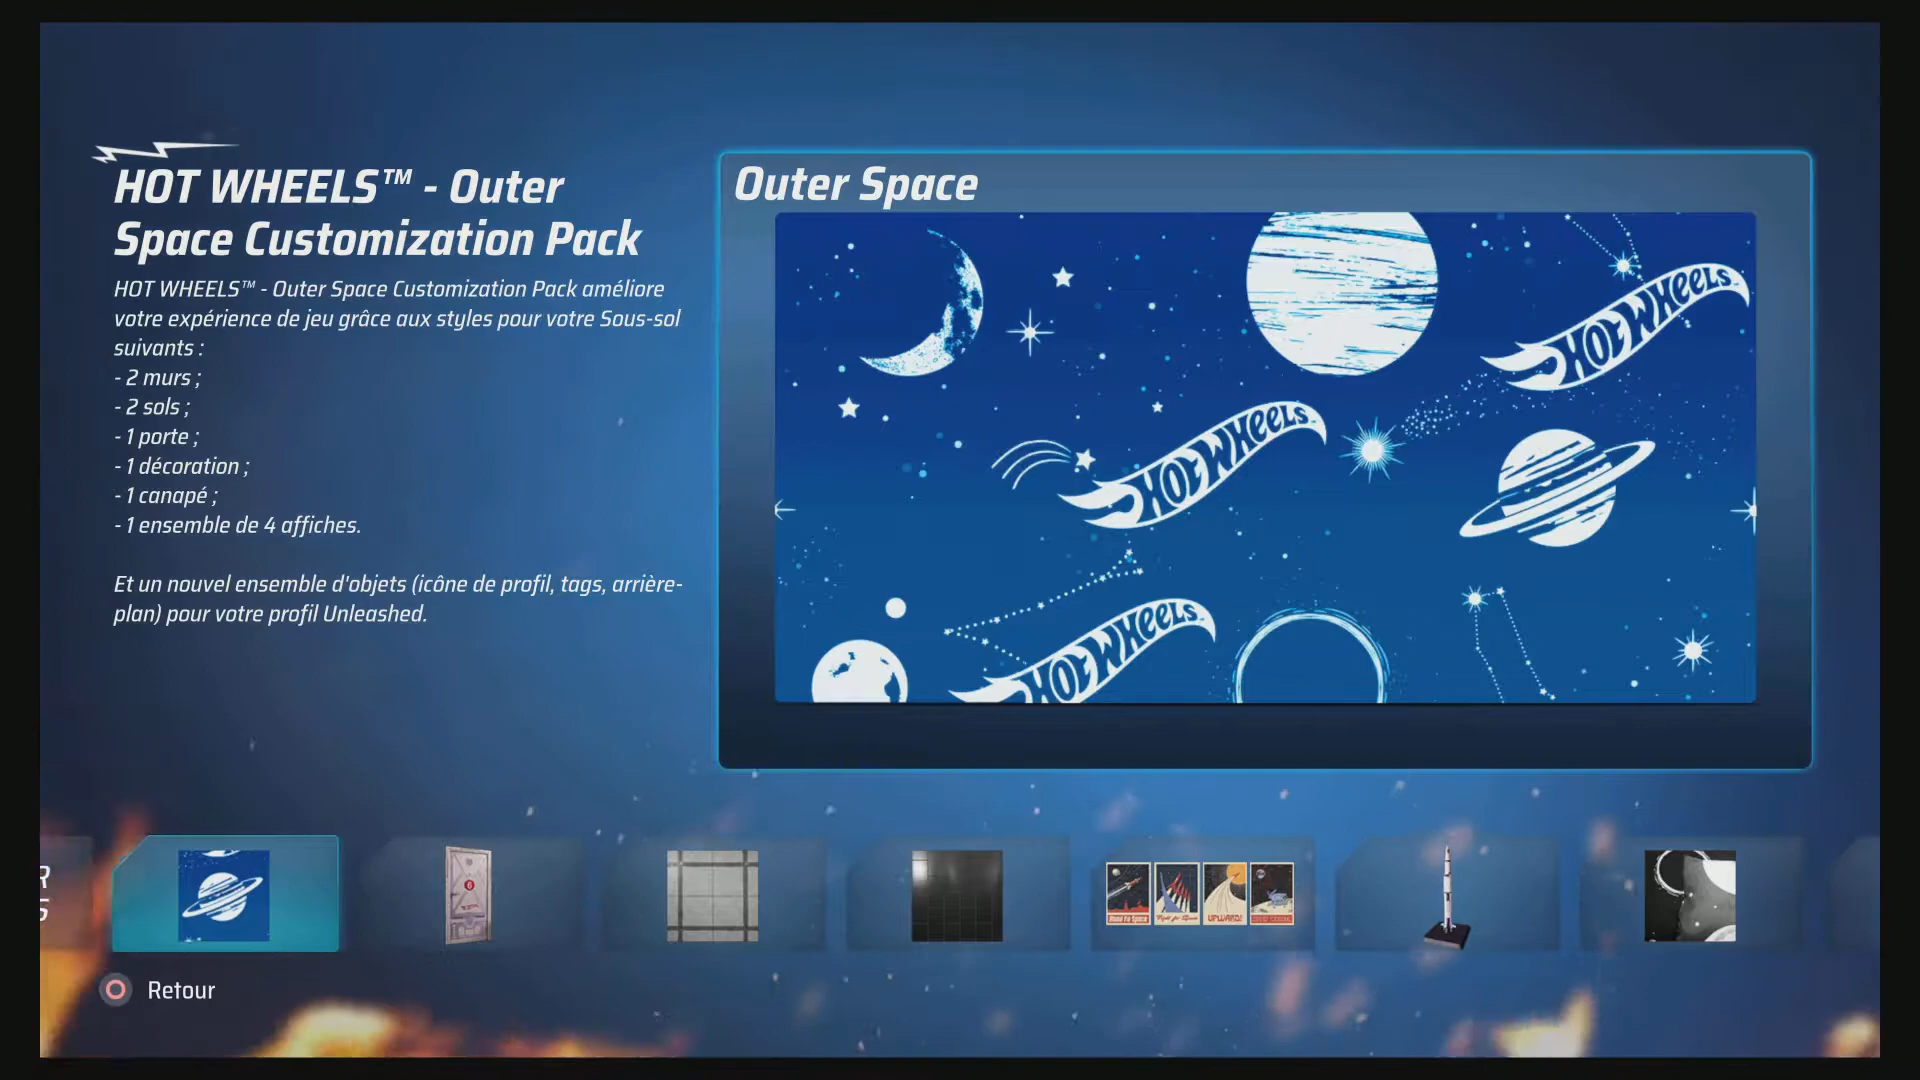 HOT WHEELS™ - Outer
Space Customization Pack
HOT WHEELS™ - Outer Space Customization Pack améliore
votre expérience de jeu grâce aux styles pour votre Sous-sol
suivants :
- 2 murs ;
- 2 sols ;
- 1 porte ;
- 1 décoration ;
- 1 canapé ;
- 1 ensemble de 4 affiches.
Et un nouvel ensemble d'objets (icône de profil, tags, arrière-
plan) pour votre profil Unleashed.
Outer Space
HOT WHEELS
HOT WHEELS
HOT WHEELS
UPWARD!
Retour